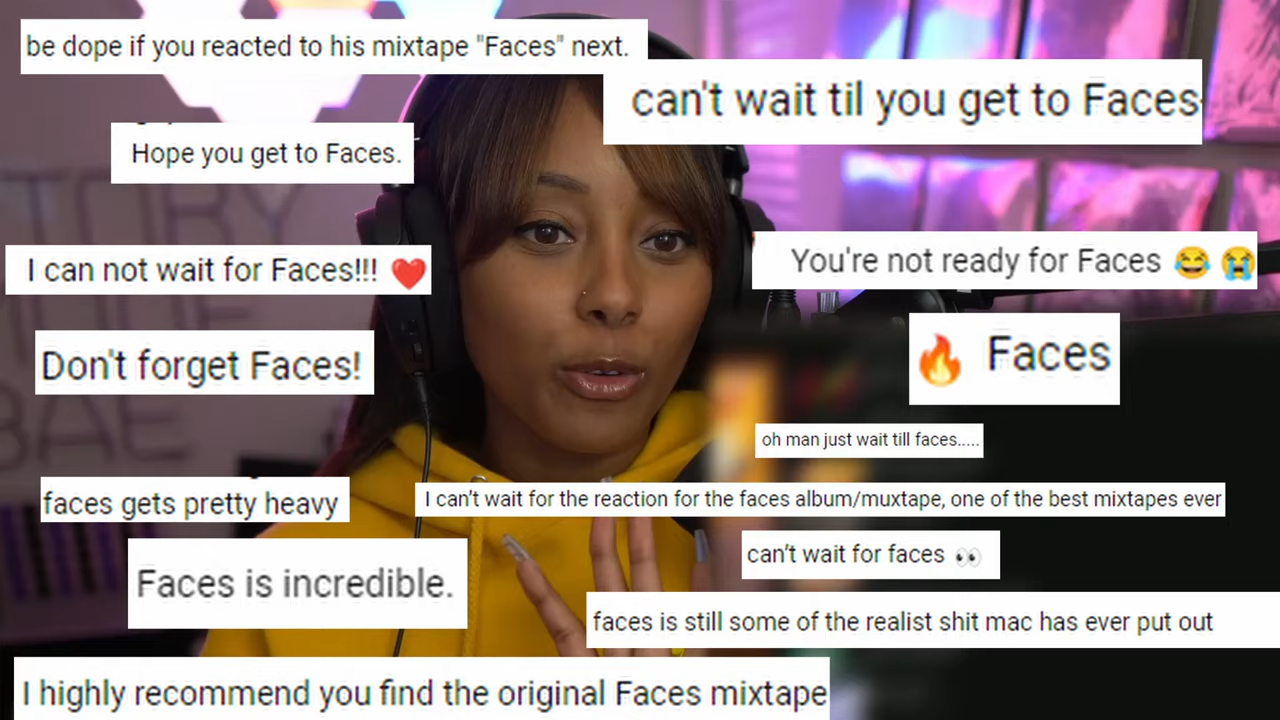 be dope if you reacted to his mixtape "Faces" next.
can't wait til you get to Faces
Hope you get to Faces.
I can not wait for Faces!!! ❤️
You're not ready for Faces 😂 😭
Don't forget Faces!
🔥 Faces
oh man just wait till faces.....
faces gets pretty heavy
I can't wait for the reaction for the faces album/muxtape, one of the best mixtapes ever
can't wait for faces 👀
Faces is incredible.
faces is still some of the realist shit mac has ever put out
I highly recommend you find the original Faces mixtape
TOBY
BAE